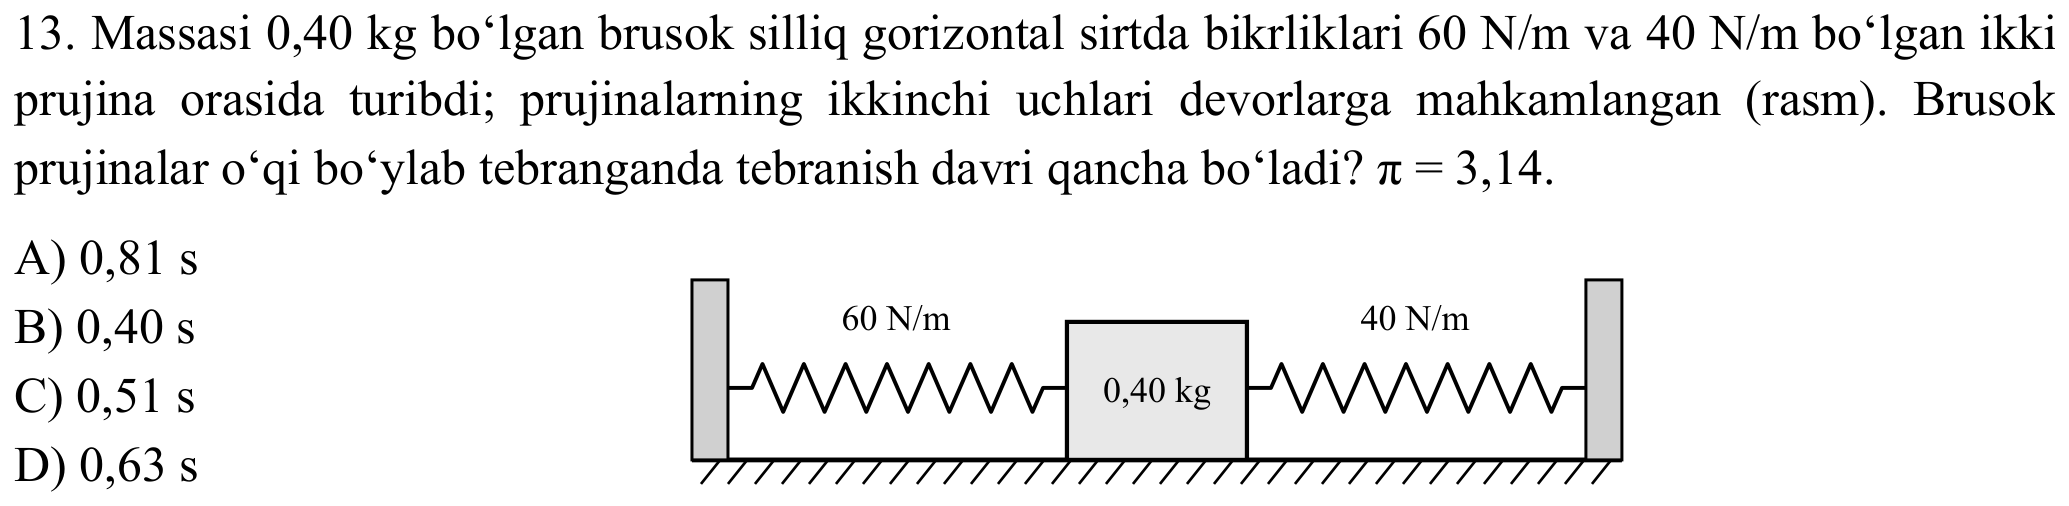 13. Massasi 0,40 kg bo‘lgan brusok silliq gorizontal sirtda bikrliklari 60 N/m va 40 N/m bo‘lgan ikki
prujina orasida turibdi; prujinalarning ikkinchi uchlari devorlarga mahkamlangan (rasm). Brusok
prujinalar o‘qi bo‘ylab tebranganda tebranish davri qancha bo‘ladi? π = 3,14.
A) 0,81 s
B) 0,40 s
C) 0,51 s
D) 0,63 s
60 N/m
40 N/m
0,40 kg